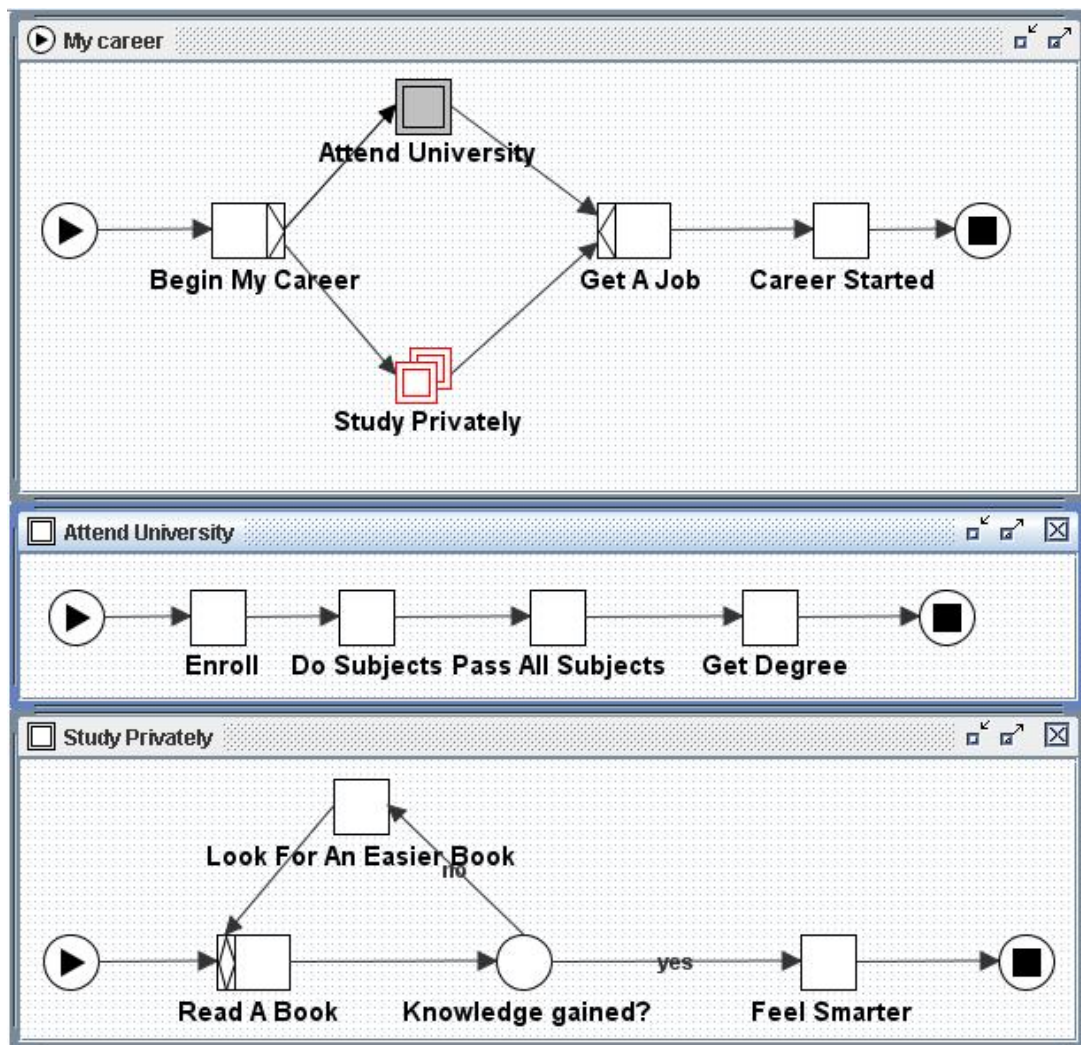 My career
Attend University
Begin My Career
Get A Job
Career Started
Study Privately
Attend University
Enroll
Do Subjects
Pass All Subjects
Get Degree
Study Privately
Look For An Easier Book
no
yes
Read A Book
Knowledge gained?
Feel Smarter